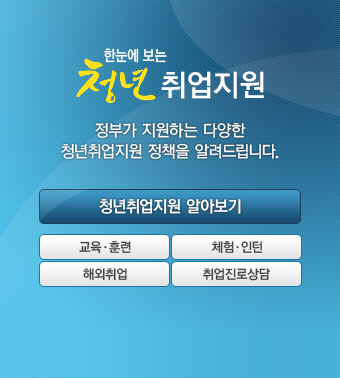 한눈에 보는
청년 취업지원
정부가 지원하는 다양한
청년취업지원 정책을 알려드립니다.
청년취업지원 알아보기
교육·훈련
체험·인턴
해외취업
취업진로상담